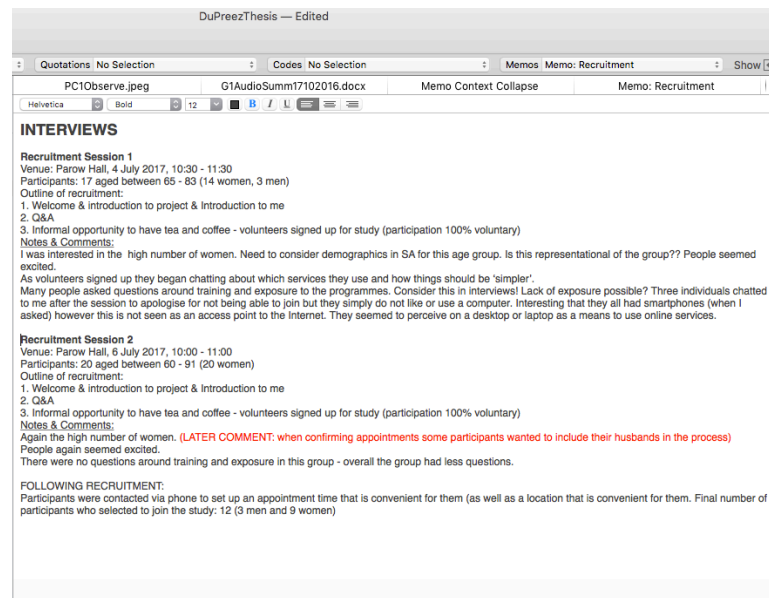 DuPreezThesis — Edited
Quotations No Selection Codes No Selection Memos Memo: Recruitment Show
PC1Observe.jpeg G1AudioSumm17102016.docx Memo Context Collapse Memo: Recruitment
Helvetica Bold 12 B I U
INTERVIEWS
Recruitment Session 1
Venue: Parow Hall, 4 July 2017, 10:30 - 11:30
Participants: 17 aged between 65 - 83 (14 women, 3 men)
Outline of recruitment:
1. Welcome & introduction to project & Introduction to me
2. Q&A
3. Informal opportunity to have tea and coffee - volunteers signed up for study (participation 100% voluntary)
Notes & Comments:
I was interested in the high number of women. Need to consider demographics in SA for this age group. Is this representational of the group?? People seemed
excited.
As volunteers signed up they began chatting about which services they use and how things should be 'simpler'.
Many people asked questions around training and exposure to the programmes. Consider this in interviews! Lack of exposure possible? Three individuals chatted
to me after the session to apologise for not being able to join but they simply do not like or use a computer. Interesting that they all had smartphones (when I
asked) however this is not seen as an access point to the Internet. They seemed to perceive on a desktop or laptop as a means to use online services.
Recruitment Session 2
Venue: Parow Hall, 6 July 2017, 10:00 - 11:00
Participants: 20 aged between 60 - 91 (20 women)
Outline of recruitment:
1. Welcome & introduction to project & Introduction to me
2. Q&A
3. Informal opportunity to have tea and coffee - volunteers signed up for study (participation 100% voluntary)
Notes & Comments:
Again the high number of women. (LATER COMMENT: when confirming appointments some participants wanted to include their husbands in the process)
People again seemed excited.
There were no questions around training and exposure in this group - overall the group had less questions.
FOLLOWING RECRUITMENT:
Participants were contacted via phone to set up an appointment time that is convenient for them (as well as a location that is convenient for them. Final number of
participants who selected to join the study: 12 (3 men and 9 women)